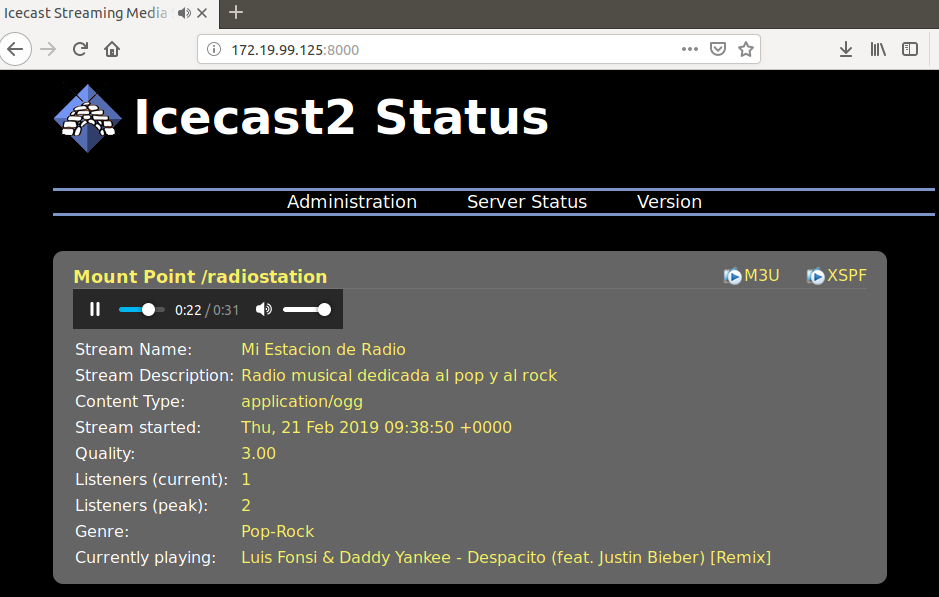 Icecast Streaming Media
172.19.99.125:8000
Icecast2 Status
Administration Server Status Version
Mount Point /radiostation M3U XSPF
0:22 / 0:31
Stream Name: Mi Estacion de Radio
Stream Description: Radio musical dedicada al pop y al rock
Content Type: application/ogg
Stream started: Thu, 21 Feb 2019 09:38:50 +0000
Quality: 3.00
Listeners (current): 1
Listeners (peak): 2
Genre: Pop-Rock
Currently playing: Luis Fonsi & Daddy Yankee - Despacito (feat. Justin Bieber) [Remix]